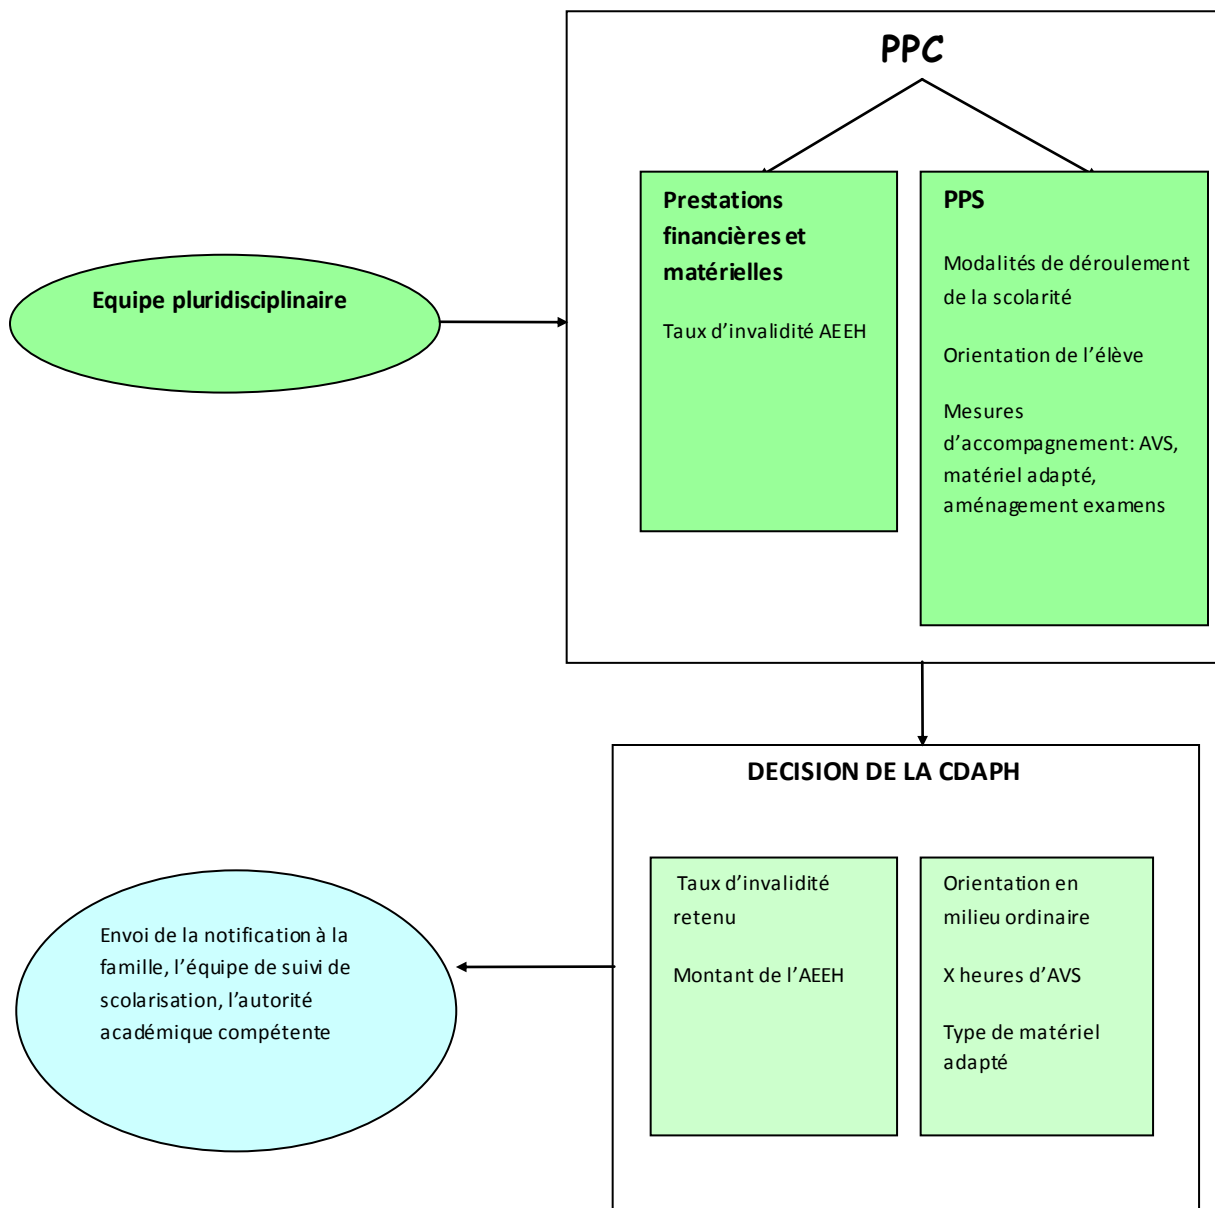 PPC
Prestations
financières et
matérielles
Taux d’invalidité AEEH
PPS
Modalités de déroulement
de la scolarité
Orientation de l’élève
Mesures
d’accompagnement: AVS,
matériel adapté,
aménagement examens
Equipe pluridisciplinaire
DECISION DE LA CDAPH
Taux d’invalidité
retenu
Montant de l’AEEH
Orientation en
milieu ordinaire
X heures d’AVS
Type de matériel
adapté
Envoi de la notification à la
famille, l’équipe de suivi de
scolarisation, l’autorité
académique compétente